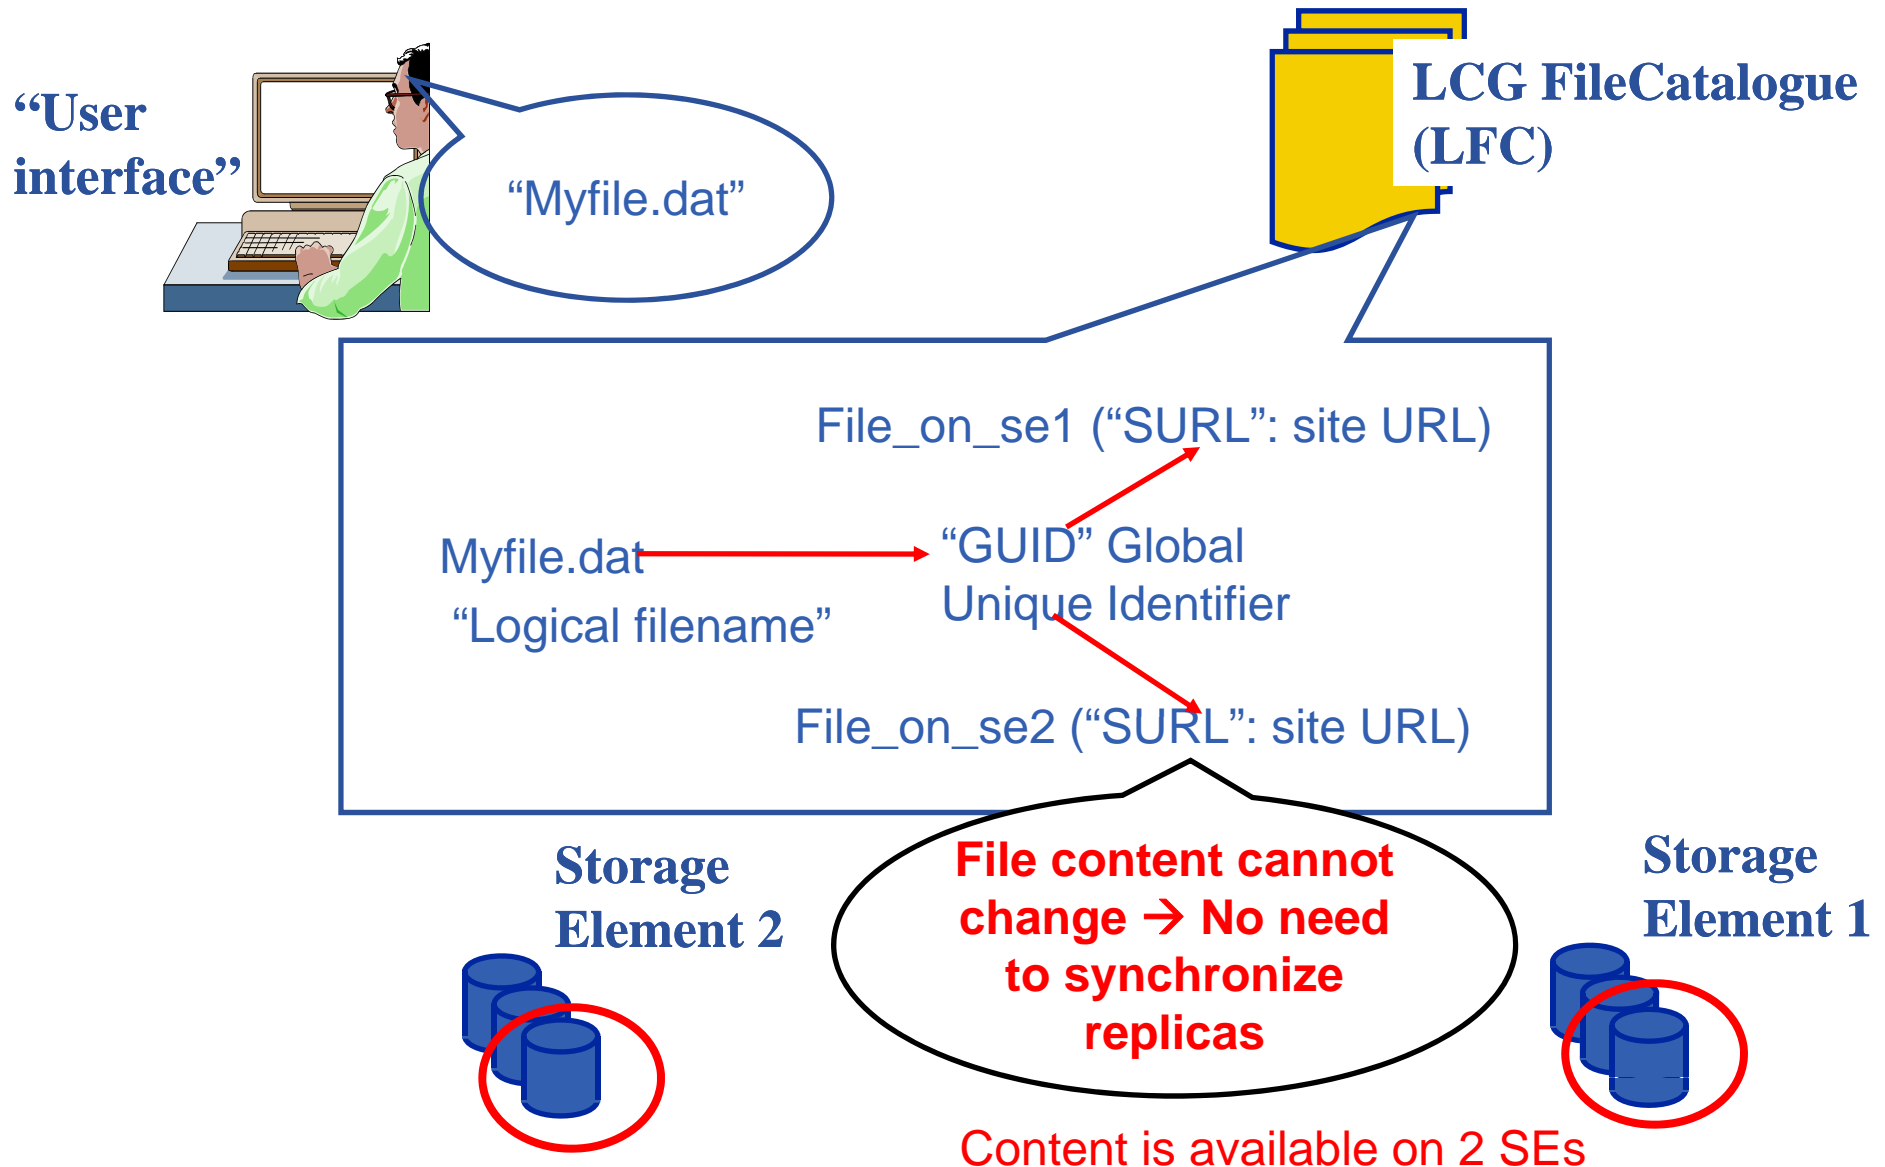 “User
interface”
“Myfile.dat”
LCG FileCatalogue
(LFC)
File_on_se1 (“SURL”: site URL)
Myfile.dat
“Logical filename”
“GUID” Global
Unique Identifier
File_on_se2 (“SURL”: site URL)
Storage
Element 2
File content cannot
change → No need
to synchronize
replicas
Storage
Element 1
Content is available on 2 SEs